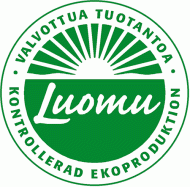 • VALVOTTUA TUOTANTOA •
Luomu
KONTROLLERAD EKOPRODUKTION